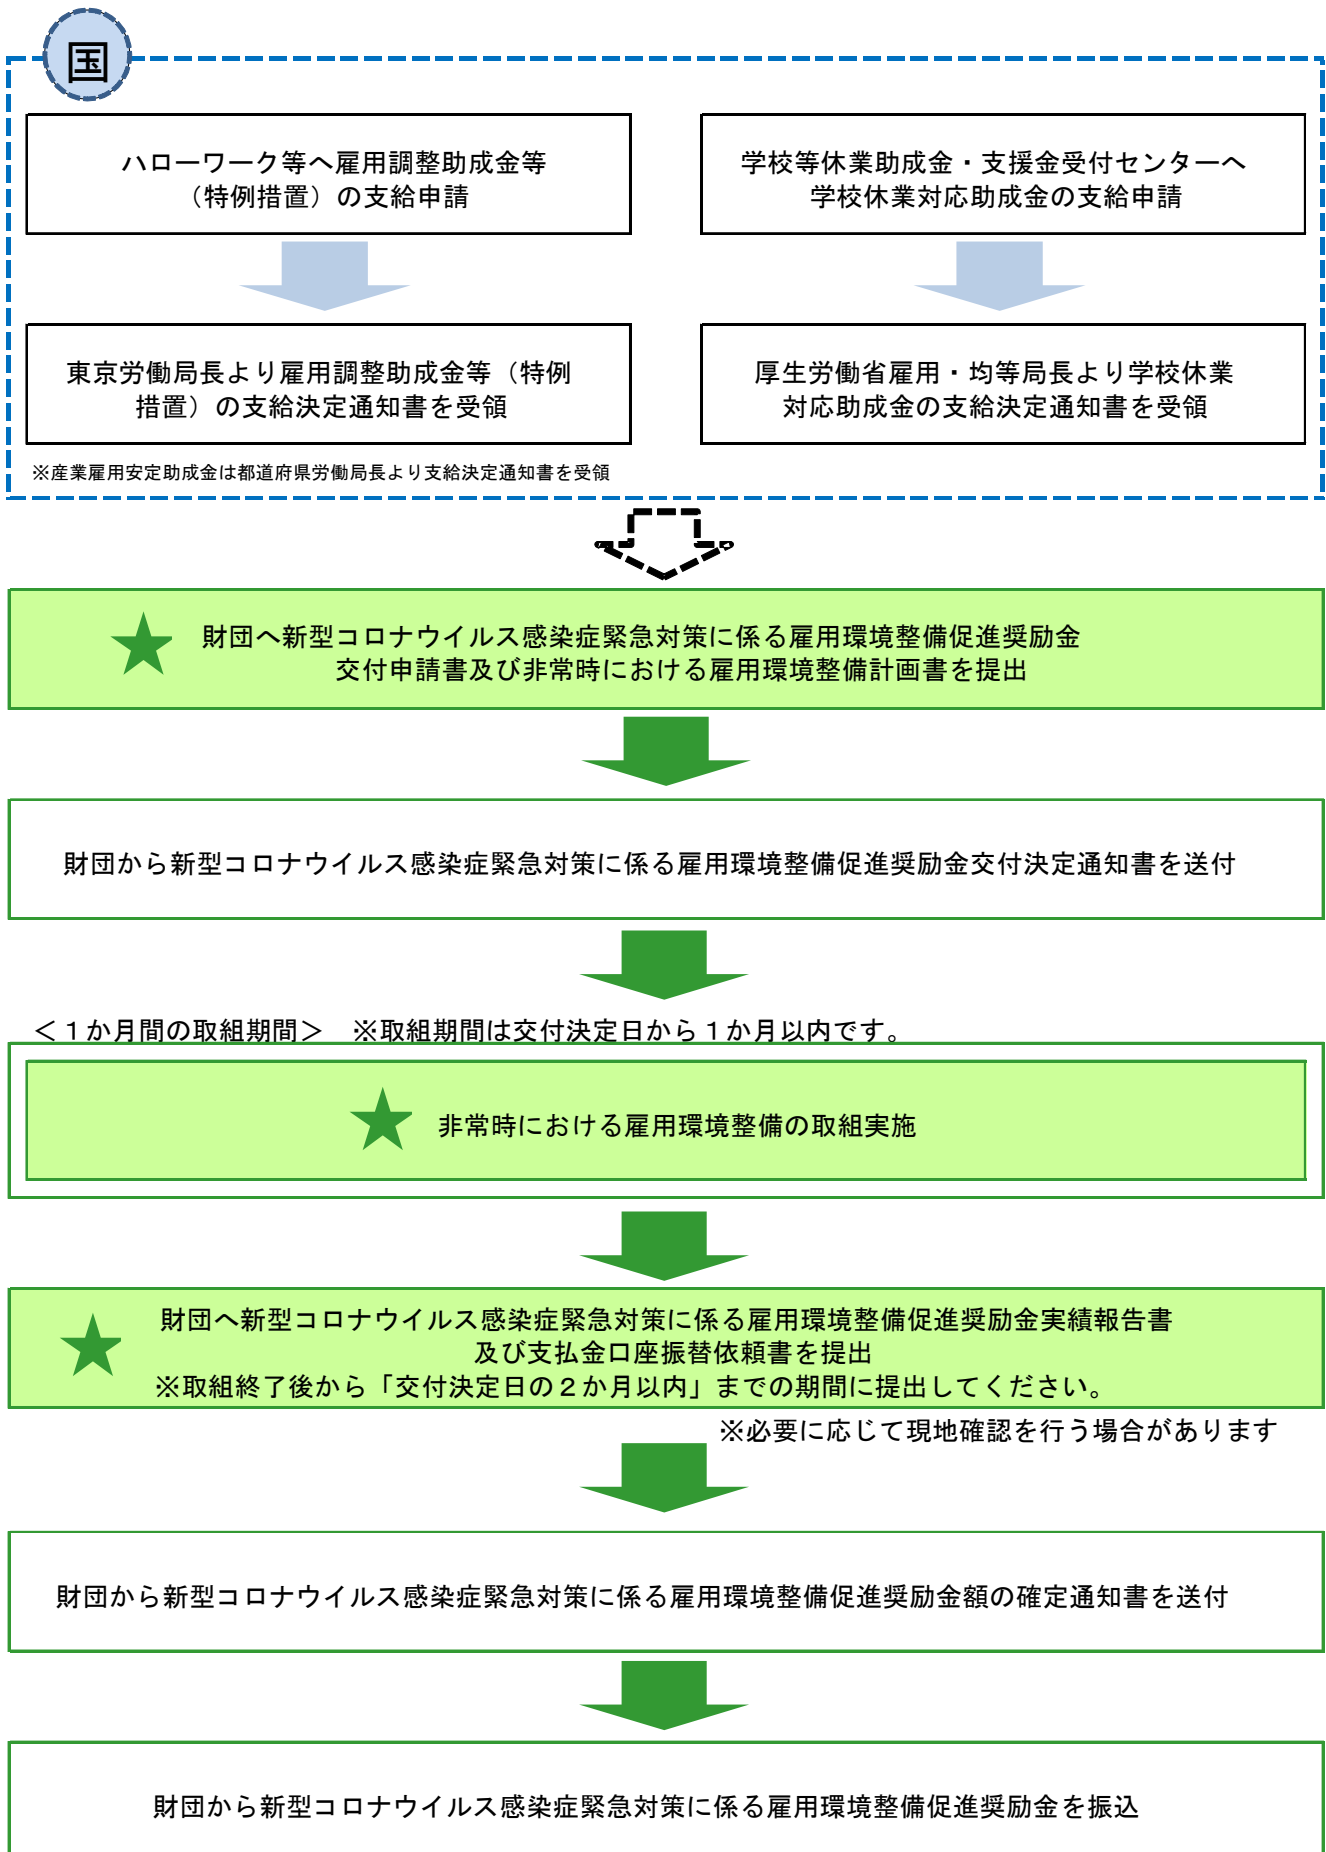 国
ハローワーク等へ雇用調整助成金等
（特例措置）の支給申請
学校等休業助成金・支援金受付センターへ
学校休業対応助成金の支給申請
東京労働局長より雇用調整助成金等（特例
措置）の支給決定通知書を受領
厚生労働省雇用・均等局長より学校休業
対応助成金の支給決定通知書を受領
※産業雇用安定助成金は都道府県労働局長より支給決定通知書を受領
財団へ新型コロナウイルス感染症緊急対策に係る雇用環境整備促進奨励金
交付申請書及び非常時における雇用環境整備計画書を提出
財団から新型コロナウイルス感染症緊急対策に係る雇用環境整備促進奨励金交付決定通知書を送付
＜１か月間の取組期間＞　※取組期間は交付決定日から１か月以内です。
非常時における雇用環境整備の取組実施
財団へ新型コロナウイルス感染症緊急対策に係る雇用環境整備促進奨励金実績報告書
及び支払金口座振替依頼書を提出
※取組終了後から「交付決定日の２か月以内」までの期間に提出してください。
※必要に応じて現地確認を行う場合があります
財団から新型コロナウイルス感染症緊急対策に係る雇用環境整備促進奨励金額の確定通知書を送付
財団から新型コロナウイルス感染症緊急対策に係る雇用環境整備促進奨励金を振込